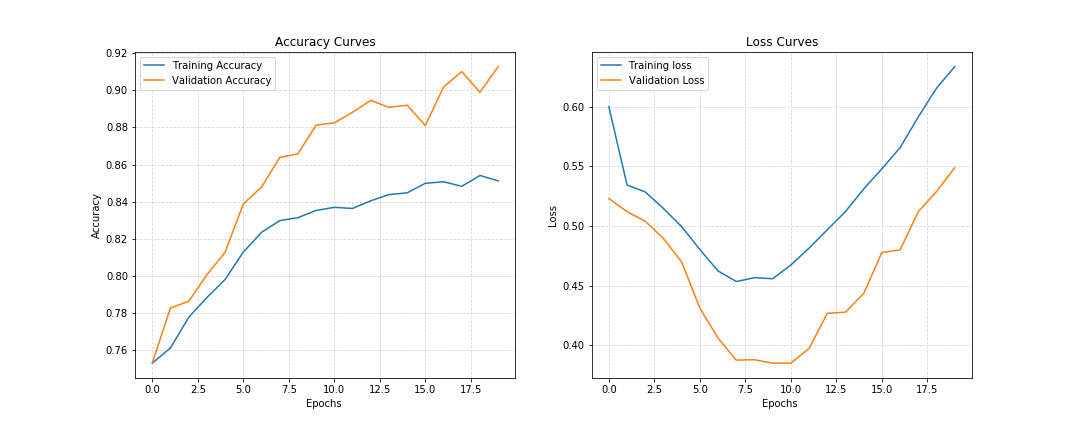 Accuracy Curves
Training Accuracy
Validation Accuracy
Accuracy
0.92
0.90
0.88
0.86
0.84
0.82
0.80
0.78
0.76
0.0 2.5 5.0 7.5 10.0 12.5 15.0 17.5
Epochs
Loss Curves
Training loss
Validation Loss
Loss
0.60
0.55
0.50
0.45
0.40
0.0 2.5 5.0 7.5 10.0 12.5 15.0 17.5
Epochs